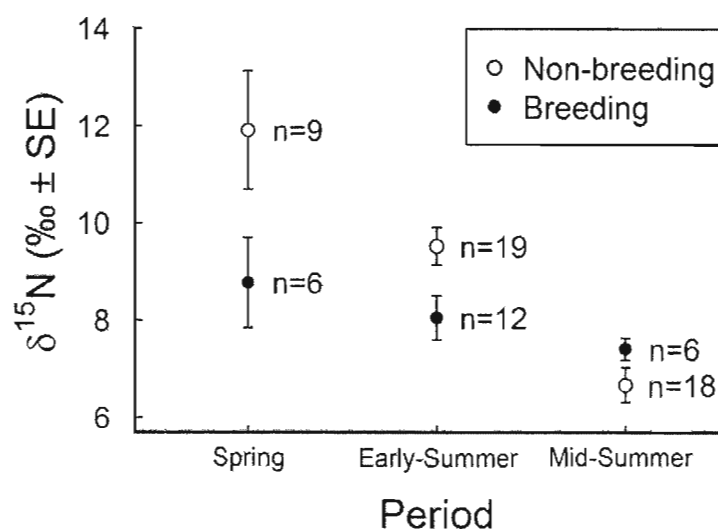 14
12
10
8
6
δ¹⁵N (‰ ± SE)
Non-breeding
Breeding
n=9
n=6
n=19
n=12
n=6
n=18
Spring Early-Summer Mid-Summer
Period